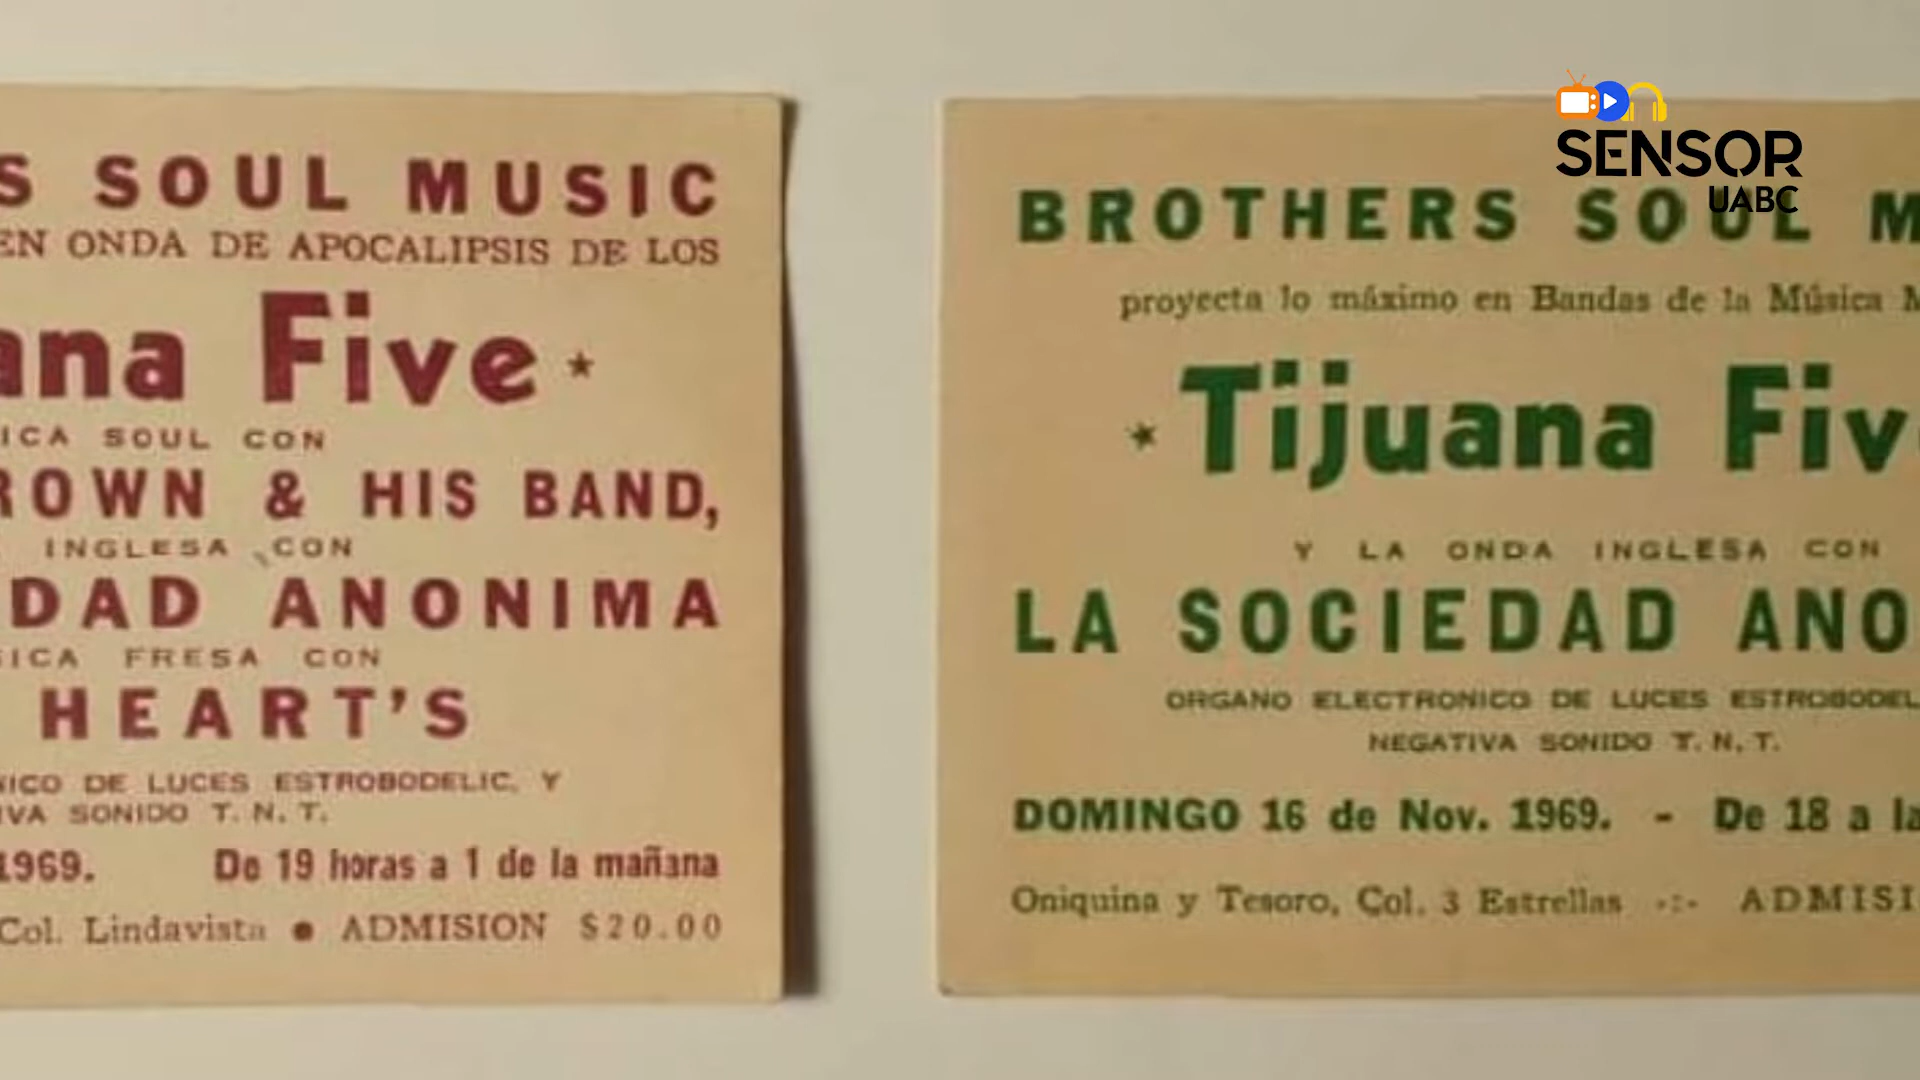 S SOUL MUSIC
EN ONDA DE APOCALIPSIS DE LOS
ana Five
ICA SOUL CON
ROWN & HIS BAND,
INGLESA CON
DAD ANONIMA
SICA FRESA CON
HEART'S
NICO DE LUCES ESTROBODELIC, Y
IVA SONIDO T. N. T.
1969. De 19 horas a 1 de la mañana
Col. Lindavista ● ADMISION $20.00
SENSOR
UABC
BROTHERS SOUL M
proyecta lo máximo en Bandas de la Música M
Tijuana Five
Y LA ONDA INGLESA CON
LA SOCIEDAD ANO
ORGANO ELECTRONICO DE LUCES ESTROBODEL
NEGATIVA SONIDO T. N. T.
DOMINGO 16 de Nov. 1969. - De 18 a la
Oniquina y Tesoro, Col. 3 Estrellas -:- ADMISI